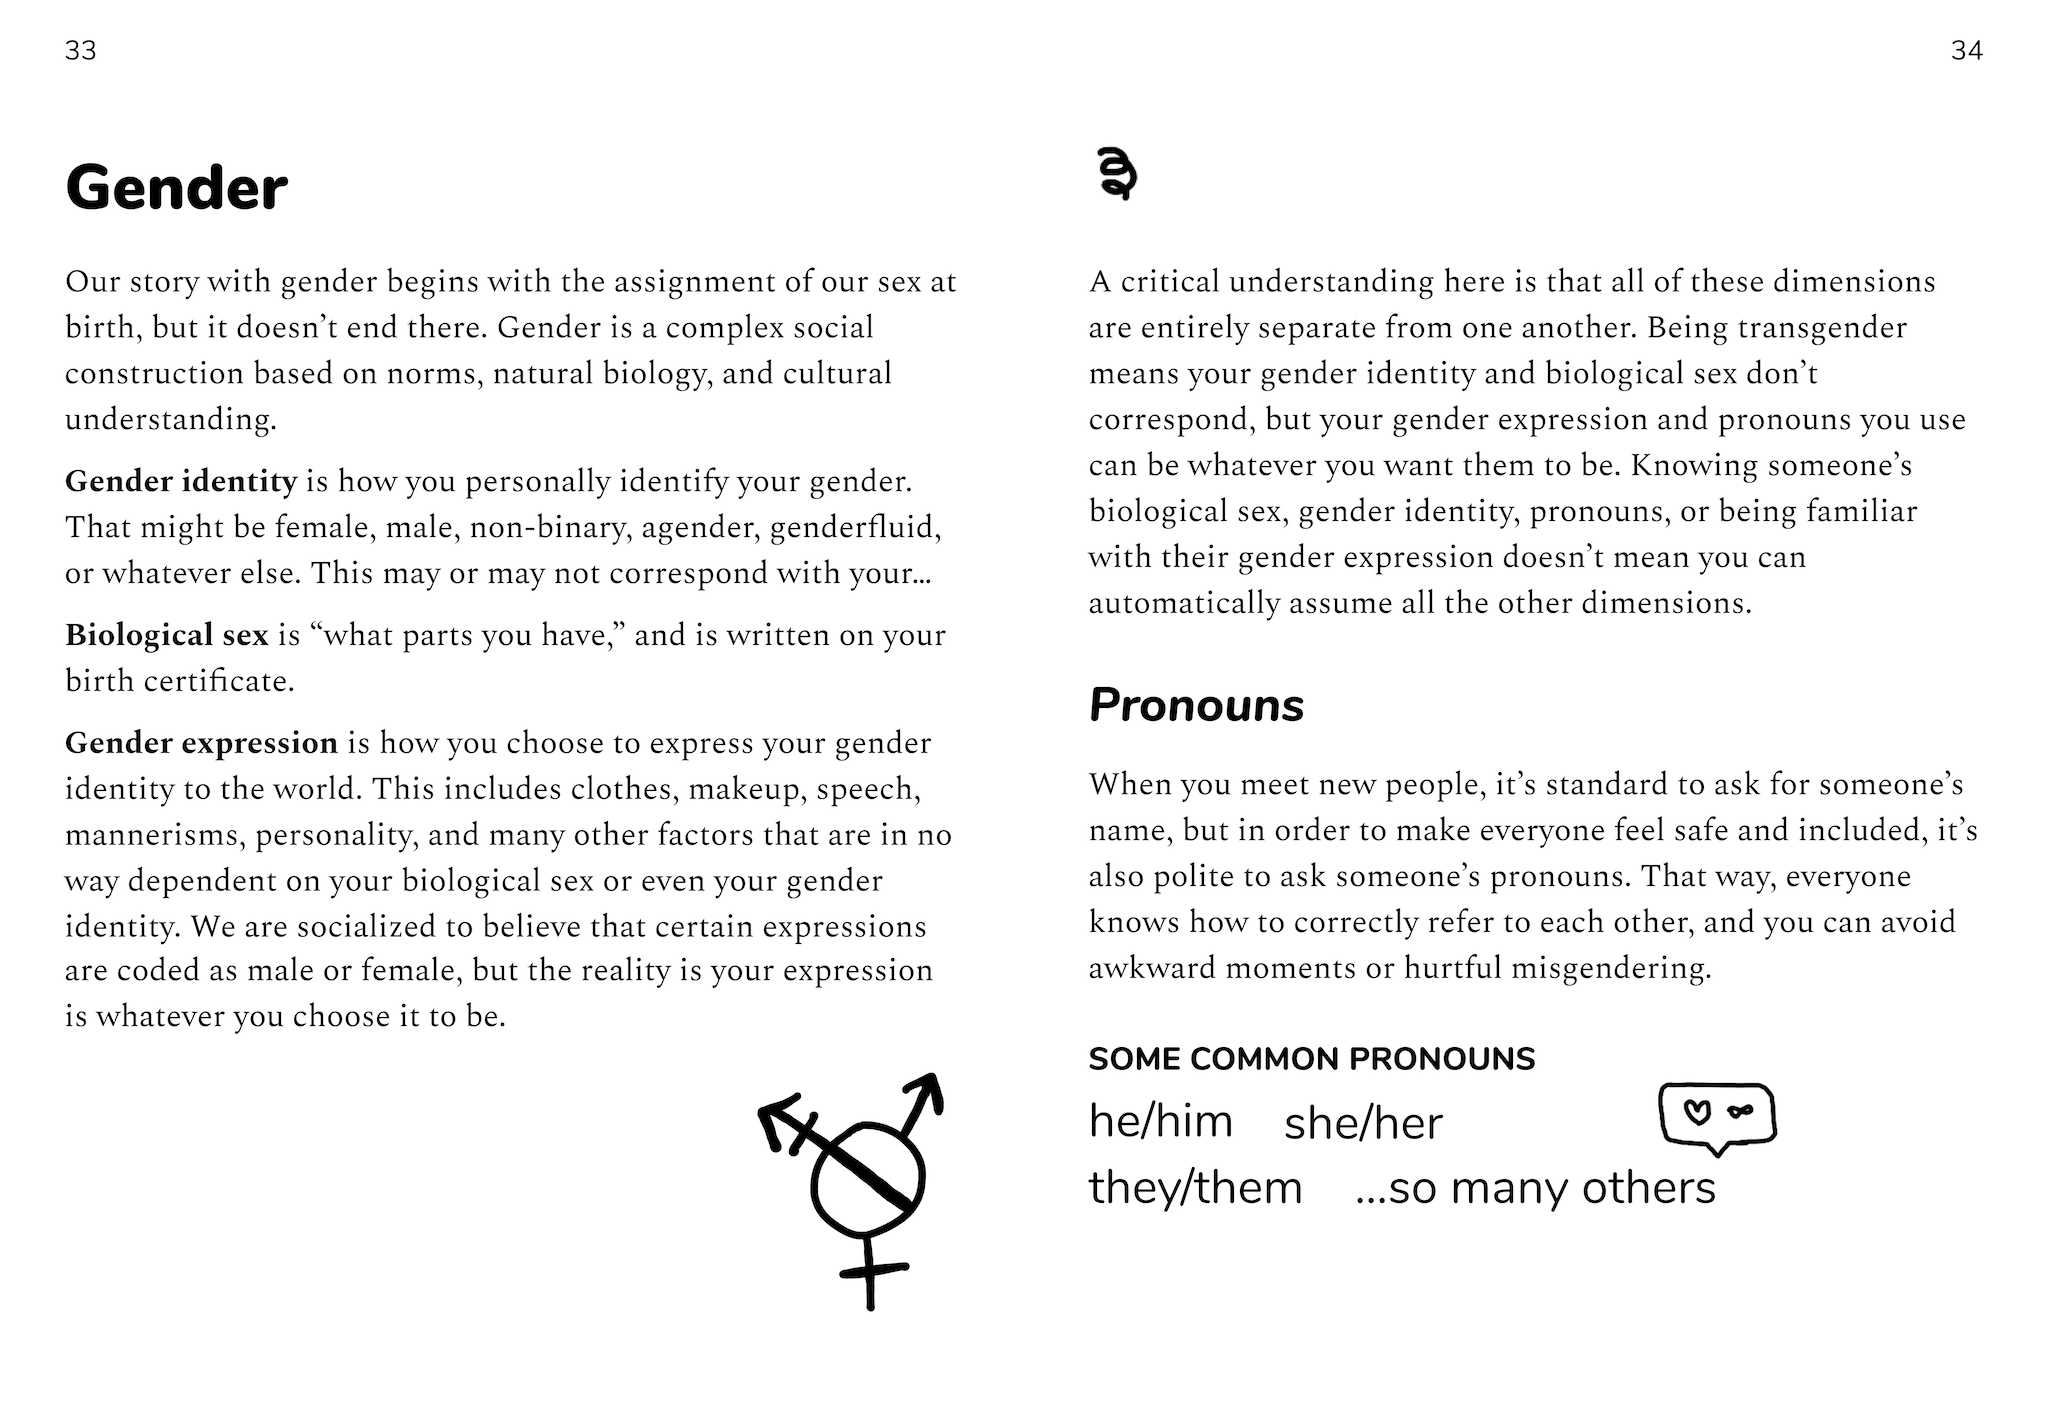 33
Gender
Our story with gender begins with the assignment of our sex at
birth, but it doesn’t end there. Gender is a complex social
construction based on norms, natural biology, and cultural
understanding.
Gender identity is how you personally identify your gender.
That might be female, male, non-binary, agender, genderfluid,
or whatever else. This may or may not correspond with your…
Biological sex is “what parts you have,” and is written on your
birth certificate.
Gender expression is how you choose to express your gender
identity to the world. This includes clothes, makeup, speech,
mannerisms, personality, and many other factors that are in no
way dependent on your biological sex or even your gender
identity. We are socialized to believe that certain expressions
are coded as male or female, but the reality is your expression
is whatever you choose it to be.
34
A critical understanding here is that all of these dimensions
are entirely separate from one another. Being transgender
means your gender identity and biological sex don’t
correspond, but your gender expression and pronouns you use
can be whatever you want them to be. Knowing someone’s
biological sex, gender identity, pronouns, or being familiar
with their gender expression doesn’t mean you can
automatically assume all the other dimensions.
Pronouns
When you meet new people, it’s standard to ask for someone’s
name, but in order to make everyone feel safe and included, it’s
also polite to ask someone’s pronouns. That way, everyone
knows how to correctly refer to each other, and you can avoid
awkward moments or hurtful misgendering.
SOME COMMON PRONOUNS
he/him she/her
they/them …so many others